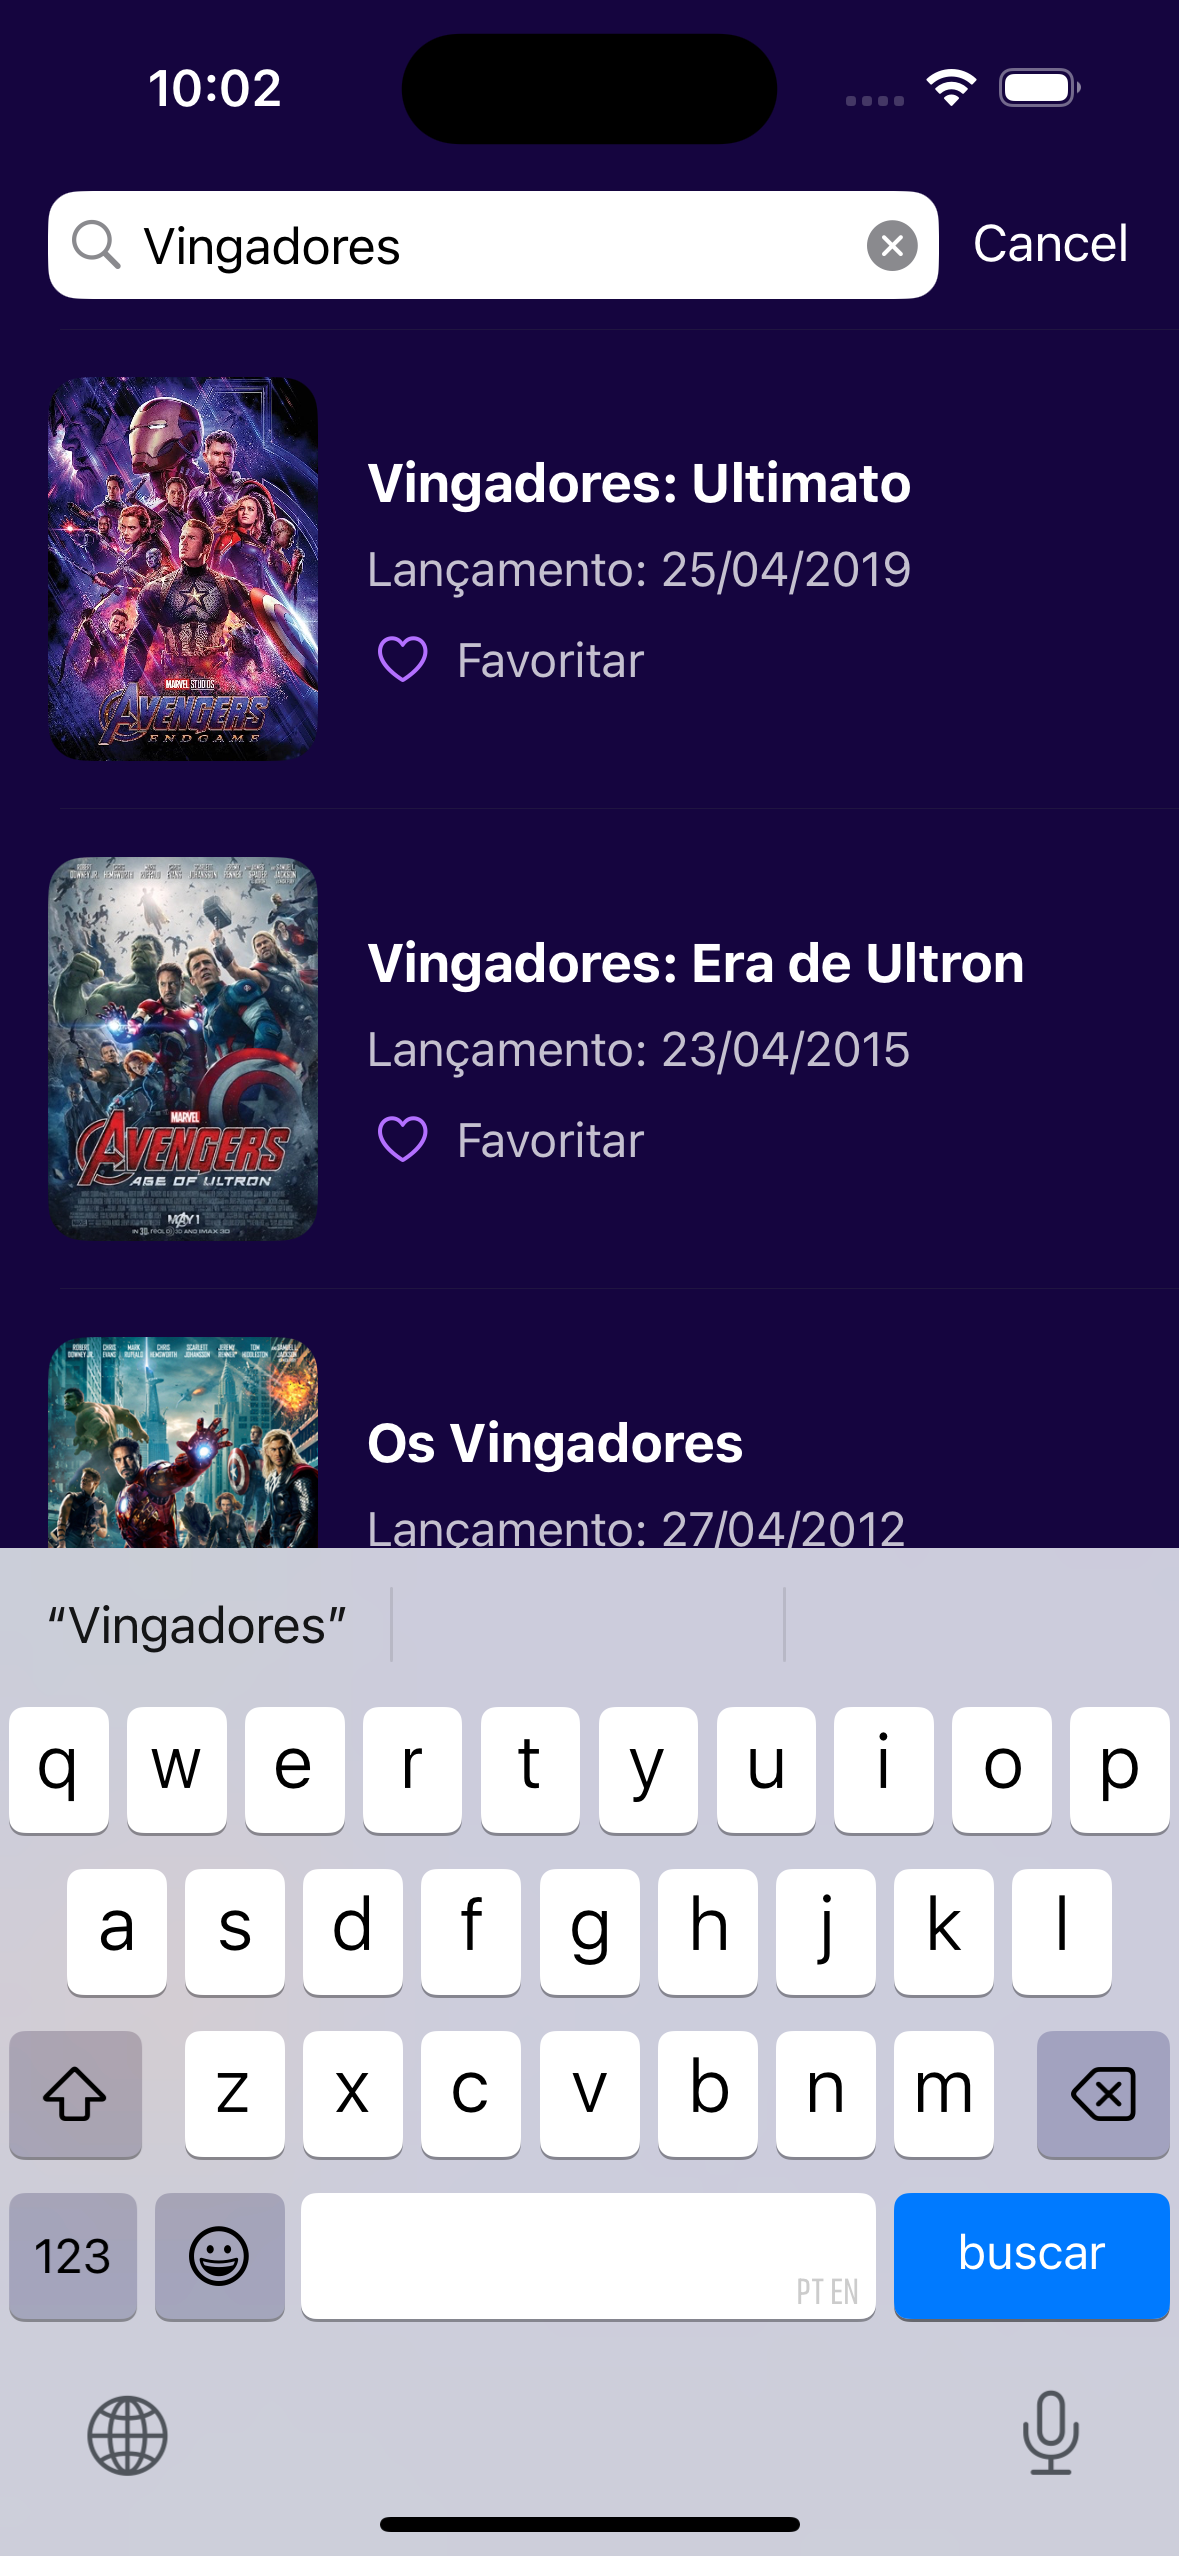 10:02
Vingadores
Cancel
Vingadores: Ultimato
Lançamento: 25/04/2019
Favoritar
MARVEL STUDIOS
AVENGERS
ENDGAME
Vingadores: Era de Ultron
Lançamento: 23/04/2015
Favoritar
MARVEL
AVENGERS
AGE OF ULTRON
MAY 1
Os Vingadores
Lançamento: 27/04/2012
“Vingadores”
q w e r t y u i o p
a s d f g h j k l
z x c v b n m
123
PT EN
buscar